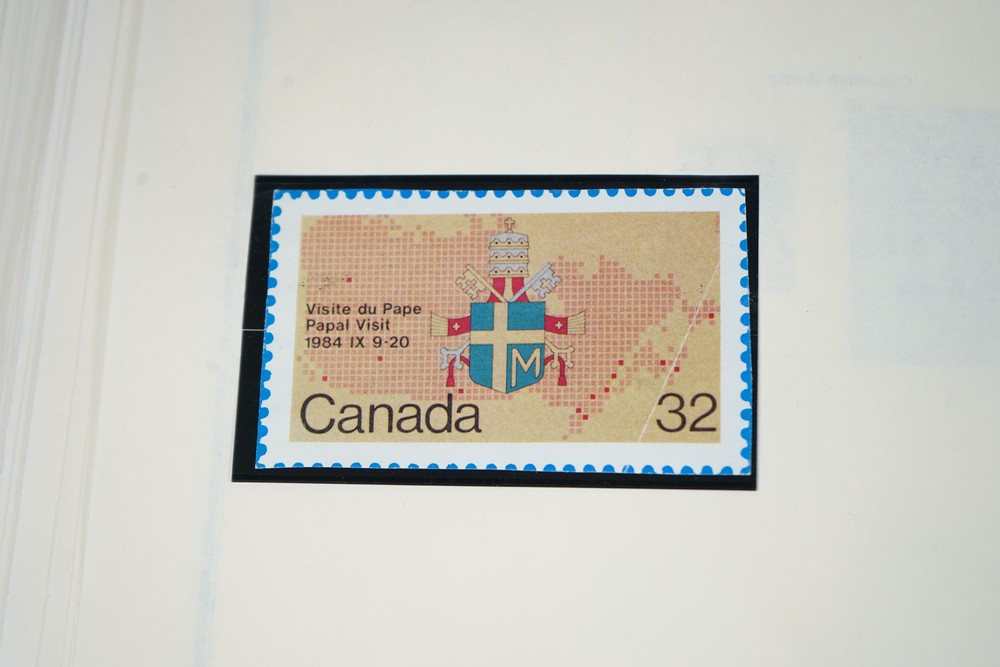 Visite du Pape
Papal Visit
1984 IX 9-20
M
Canada 32